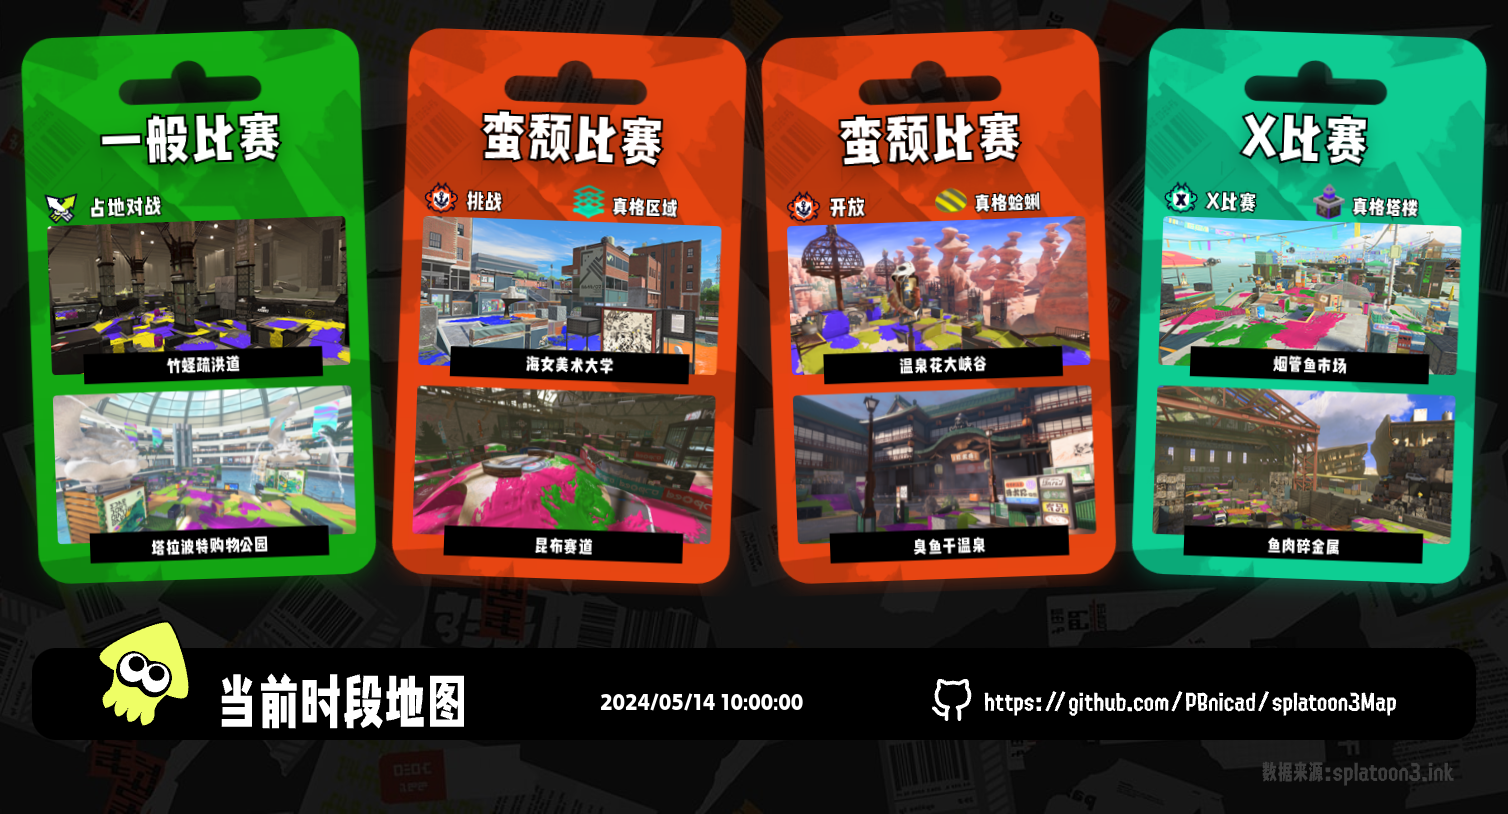 一般比赛
占地对战
竹蛏疏洪道
塔拉波特购物公园
蛮颓比赛
挑战
真格区域
海女美术大学
昆布赛道
蛮颓比赛
开放
真格蛤蜊
温泉花大峡谷
臭鱼干温泉
X比赛
X比赛
真格塔楼
烟管鱼市场
鱼肉碎金属
当前时段地图
2024/05/14 10:00:00
https://github.com/PBnicad/splatoon3Map
数据来源:splatoon3.ink